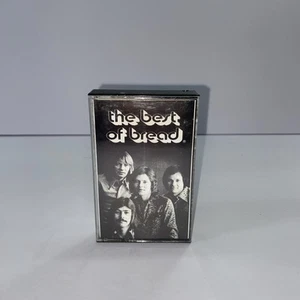 the best
of bread